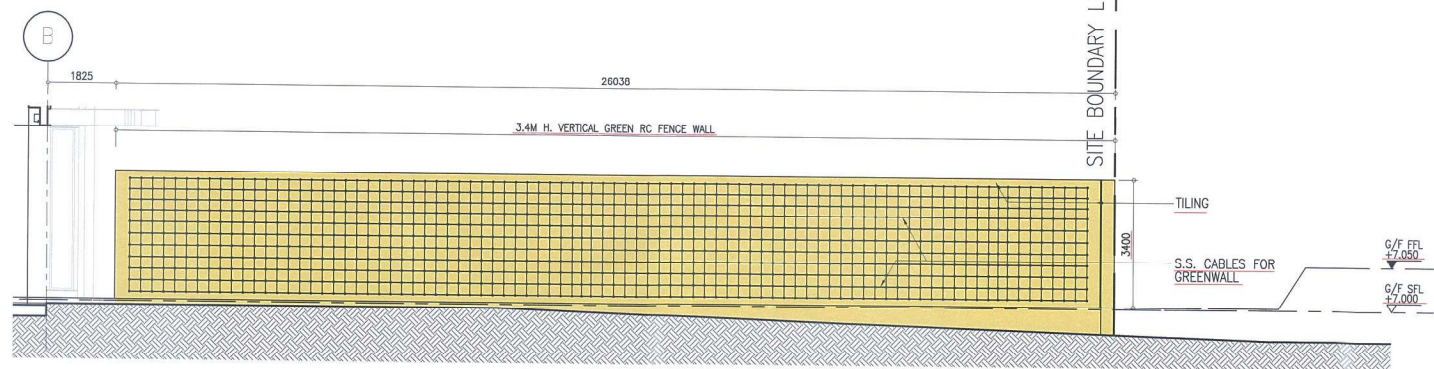 B
SITE BOUNDARY L
1825
26038
3.4M H. VERTICAL GREEN RC FENCE WALL
TILING
3400
S.S. CABLES FOR
GREENWALL
G/F FFL
+7.050
G/F SFL
+7.000